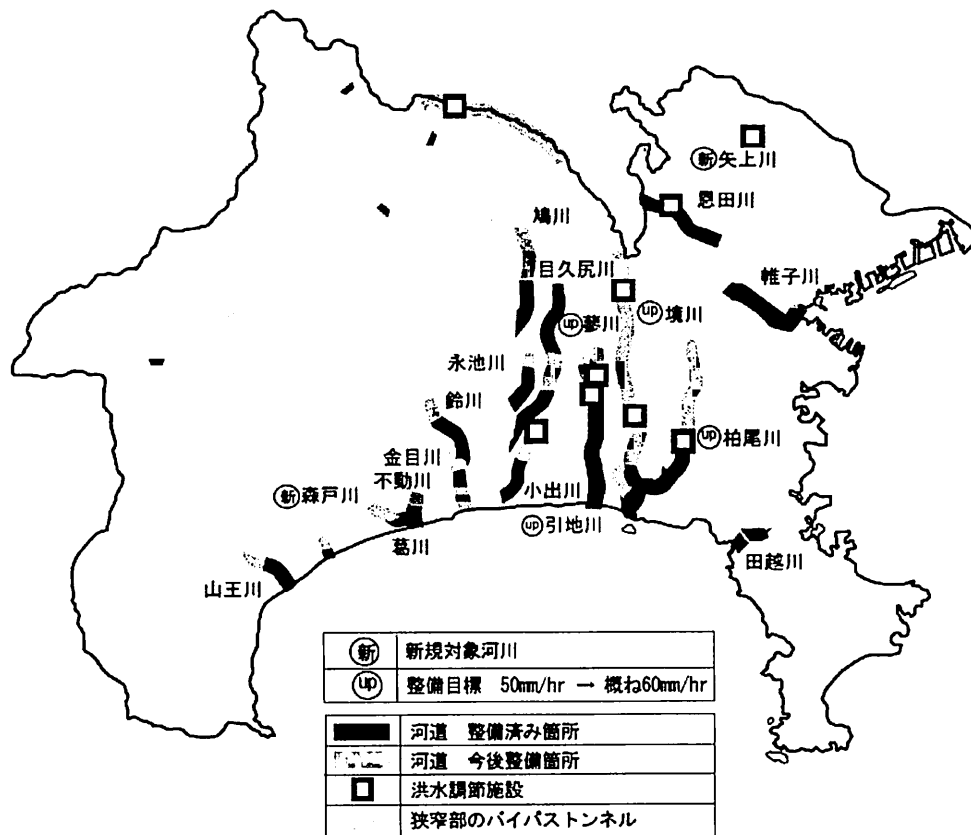 新矢上川
恩田川
鳩川
目久尻川
帷子川
up蓼川
up境川
永池川
鈴川
金目川
up柏尾川
不動川
新森戸川
小出川
up引地川
葛川
田越川
山王川
新 新規対象河川
up 整備目標 50mm/hr → 概ね60mm/hr
河道 整備済み箇所
河道 今後整備箇所
洪水調節施設
狭窄部のバイパストンネル